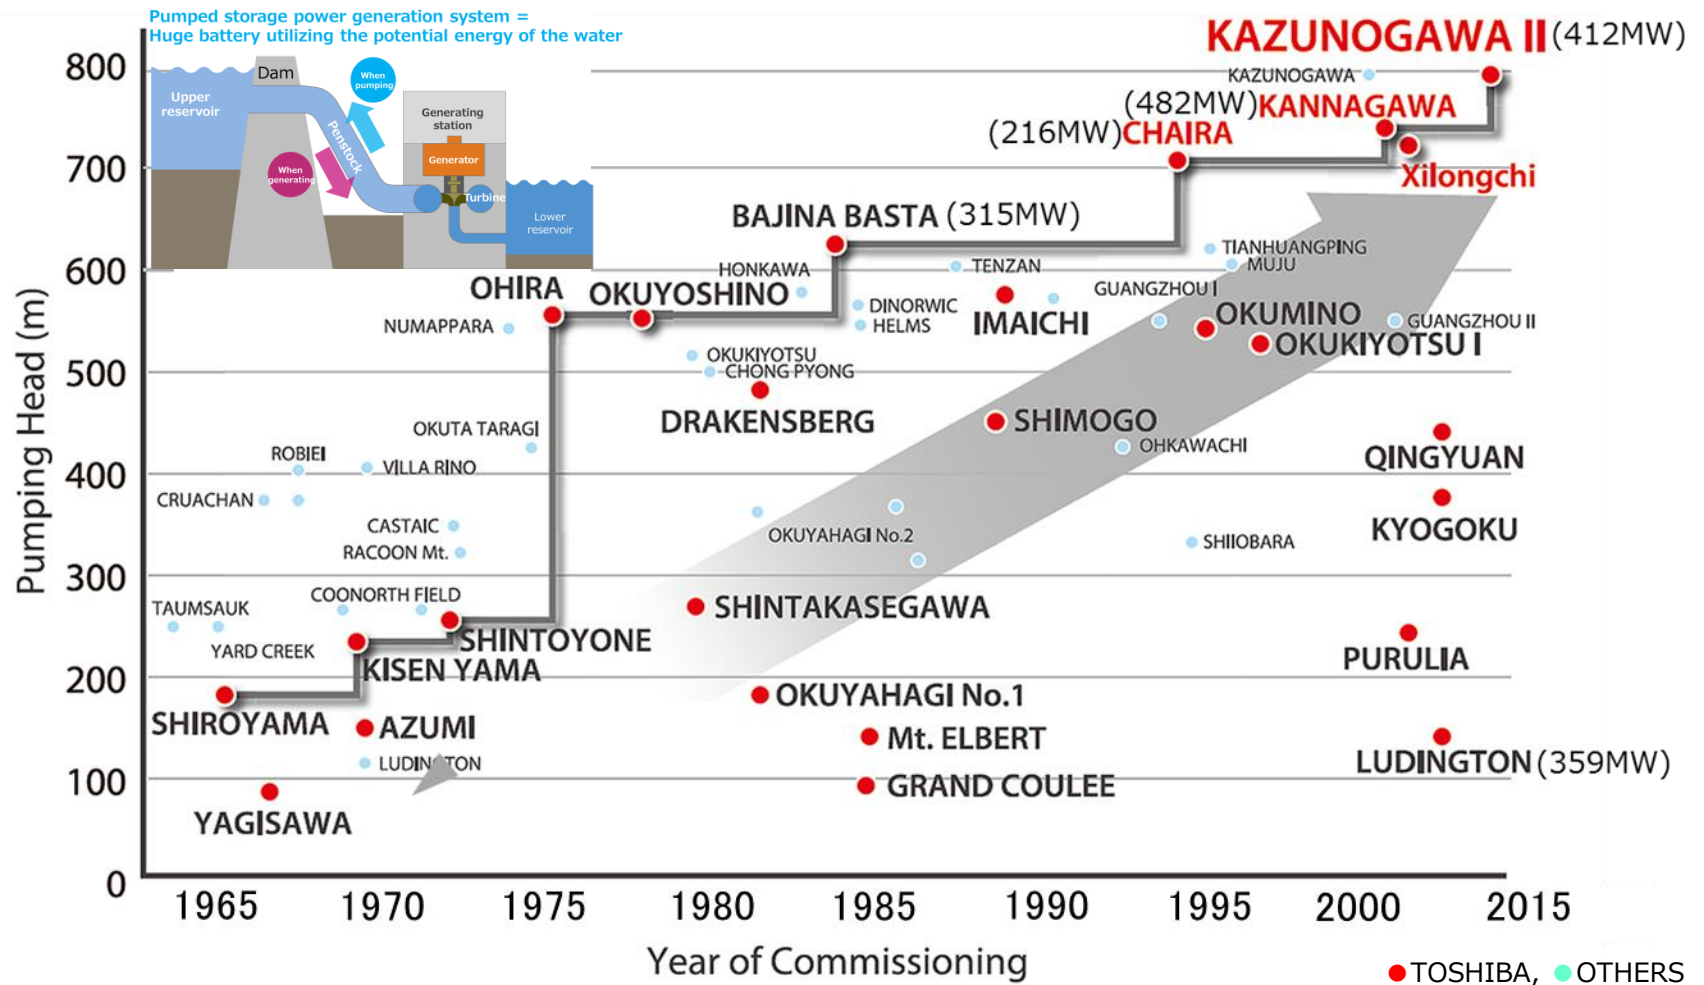 Pumped storage power generation system =
Huge battery utilizing the potential energy of the water
Dam
Upper
reservoir
When
pumping
Penstock
When
generating
Generating
station
Generator
Turbine
Lower
reservoir
KAZUNOGAWA II (412MW)
KAZUNOGAWA
(482MW) KANNAGAWA
(216MW) CHAIRA
Xilongchi
BAJINA BASTA (315MW)
TIANHUANGPING
MUJU
HONKAWA
TENZAN
OHIRA
OKUYOSHINO
GUANGZHOU I
DINORWIC
HELMS
IMAICHI
OKUMINO
GUANGZHOU II
NUMAPPARA
OKUKIYOTSU I
OKUKIYOTSU
CHONG PYONG
DRAKENSBERG
SHIMOGO
OKUTA TARAGI
OHKAWACHI
ROBIEI
VILLA RINO
QINGYUAN
CRUACHAN
CASTAIC
RACOON Mt.
OKUYAHAGI No.2
SHIIOBARA
KYOGOKU
COONORTH FIELD
TAUMSAUK
SHINTAKASEGAWA
YARD CREEK
SHINTOYONE
KISEN YAMA
PURULIA
OKUYAHAGI No.1
SHIROYAMA
AZUMI
Mt. ELBERT
LUDINGTON
LUDINGTON (359MW)
GRAND COULEE
YAGISAWA
Pumping Head (m)
800
700
600
500
400
300
200
100
0
1965 1970 1975 1980 1985 1990 1995 2000 2015
Year of Commissioning
TOSHIBA, OTHERS